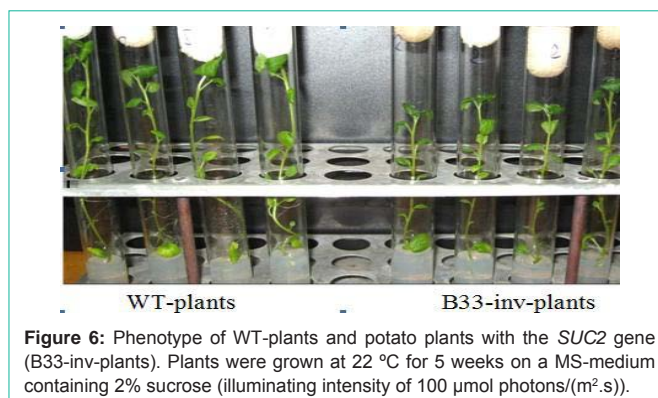 WT-plants B33-inv-plants
Figure 6: Phenotype of WT-plants and potato plants with the SUC2 gene
(B33-inv-plants). Plants were grown at 22 ºC for 5 weeks on a MS-medium
containing 2% sucrose (illuminating intensity of 100 µmol photons/(m².s)).